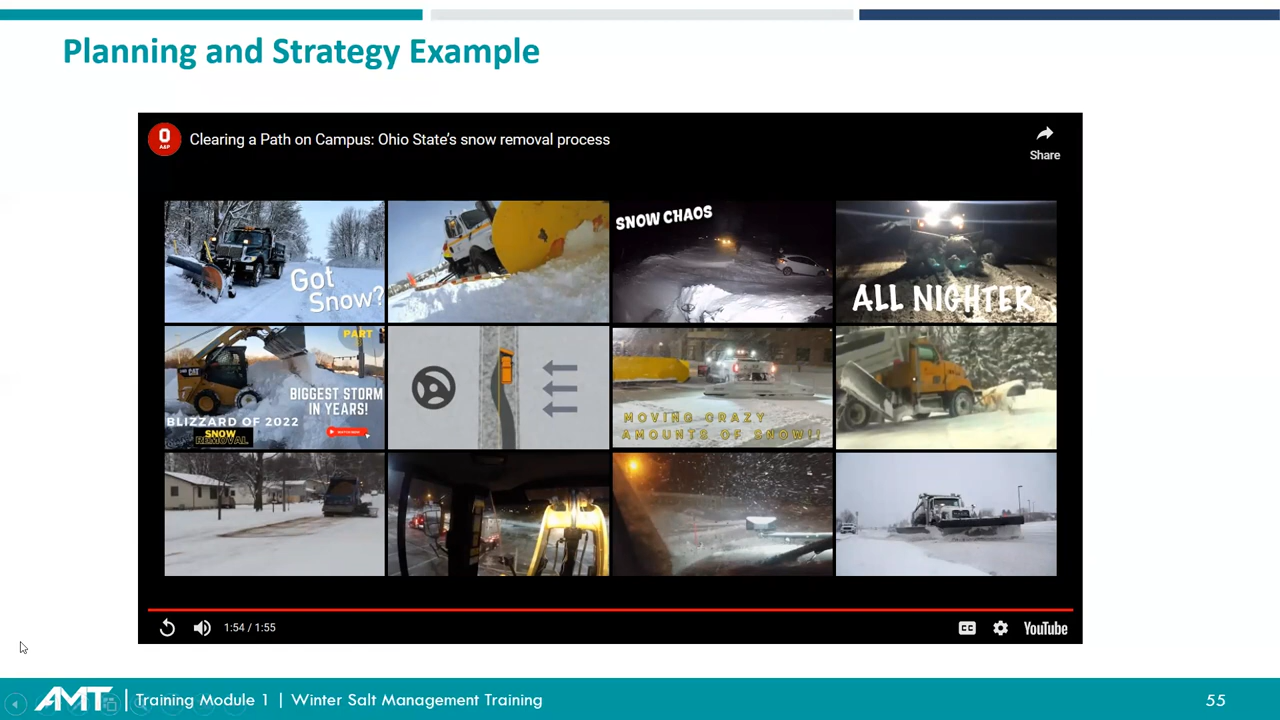 Planning and Strategy Example
O
A&P
Clearing a Path on Campus: Ohio State's snow removal process
Share
Got
Snow?
SNOW CHAOS
ALL NIGHTER
CAT
PART
BIGGEST STORM
IN YEARS!
BLIZZARD OF 2022
SNOW
REMOVAL
MOVING CRAZY
AMOUNTS OF SNOW!!
1:54 / 1:55
CC
YouTube
AMT
Training Module 1 | Winter Salt Management Training
55